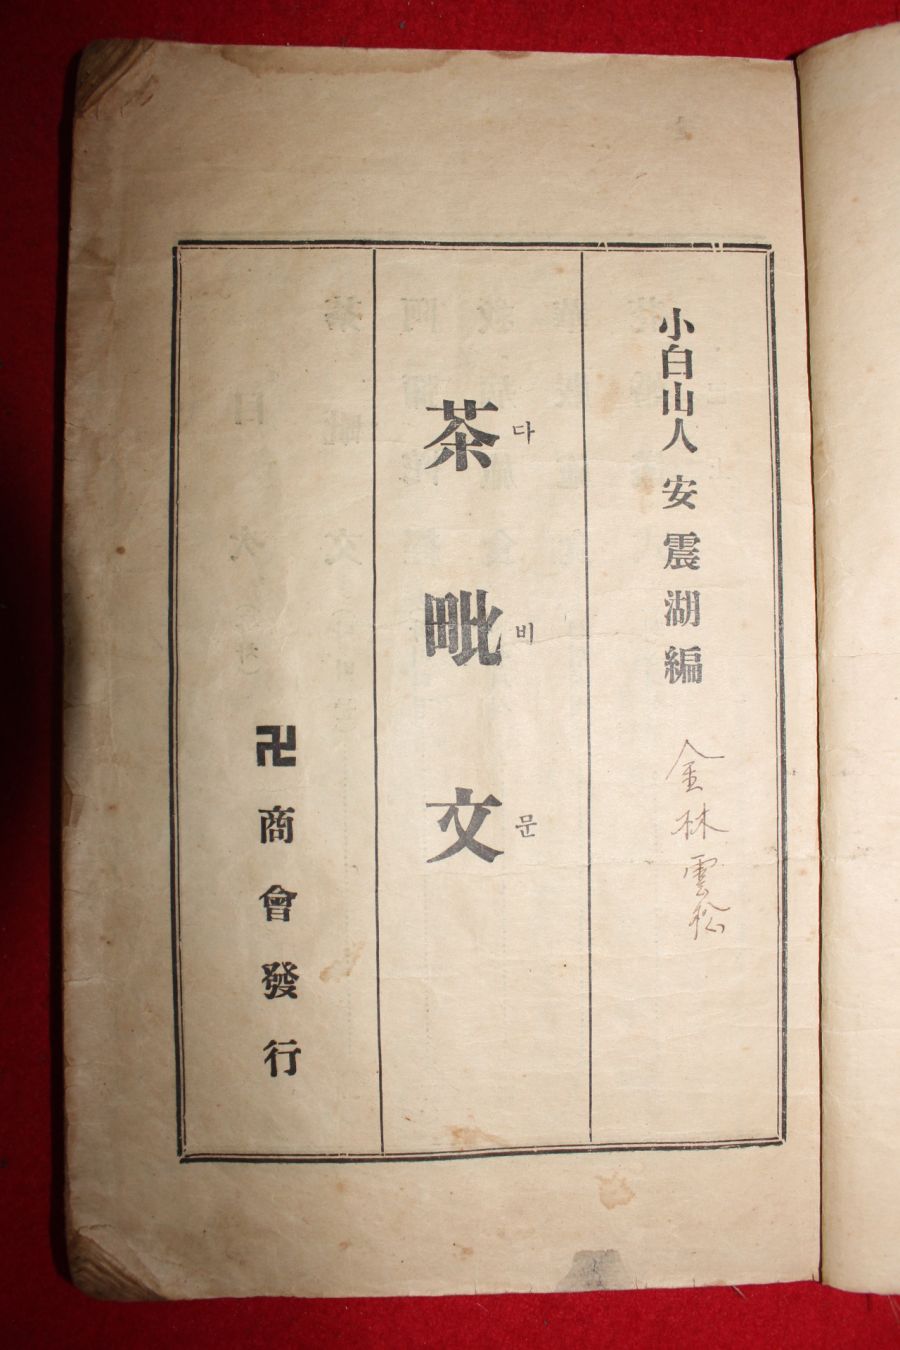 小白山人 安震湖編
金林雲松
茶毗文
다비문
卍商會發行